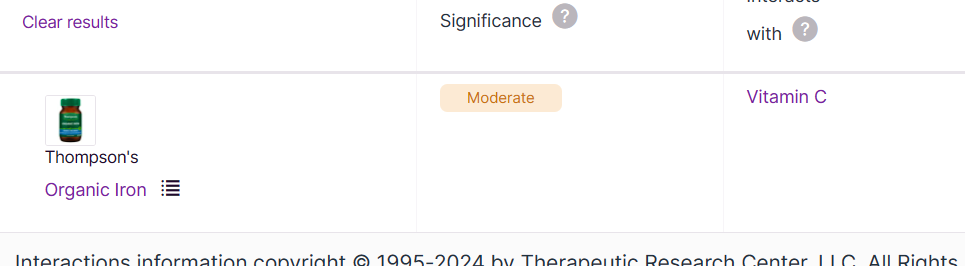 interacts
Clear results
Significance ?
with ?
Moderate
Vitamin C
Thompson's
Organic Iron
Interactions information copyright © 1995-2024 by Therapeutic Research Center, LLC. All Rights